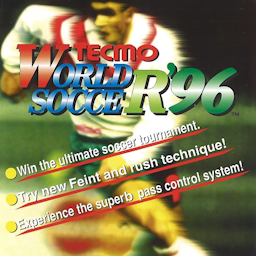 TECMO
WORLD
SOCCER'96
TM
Win the ultimate soccer tournament.
Try new Feint and rush technique!
Experience the superb pass control system!